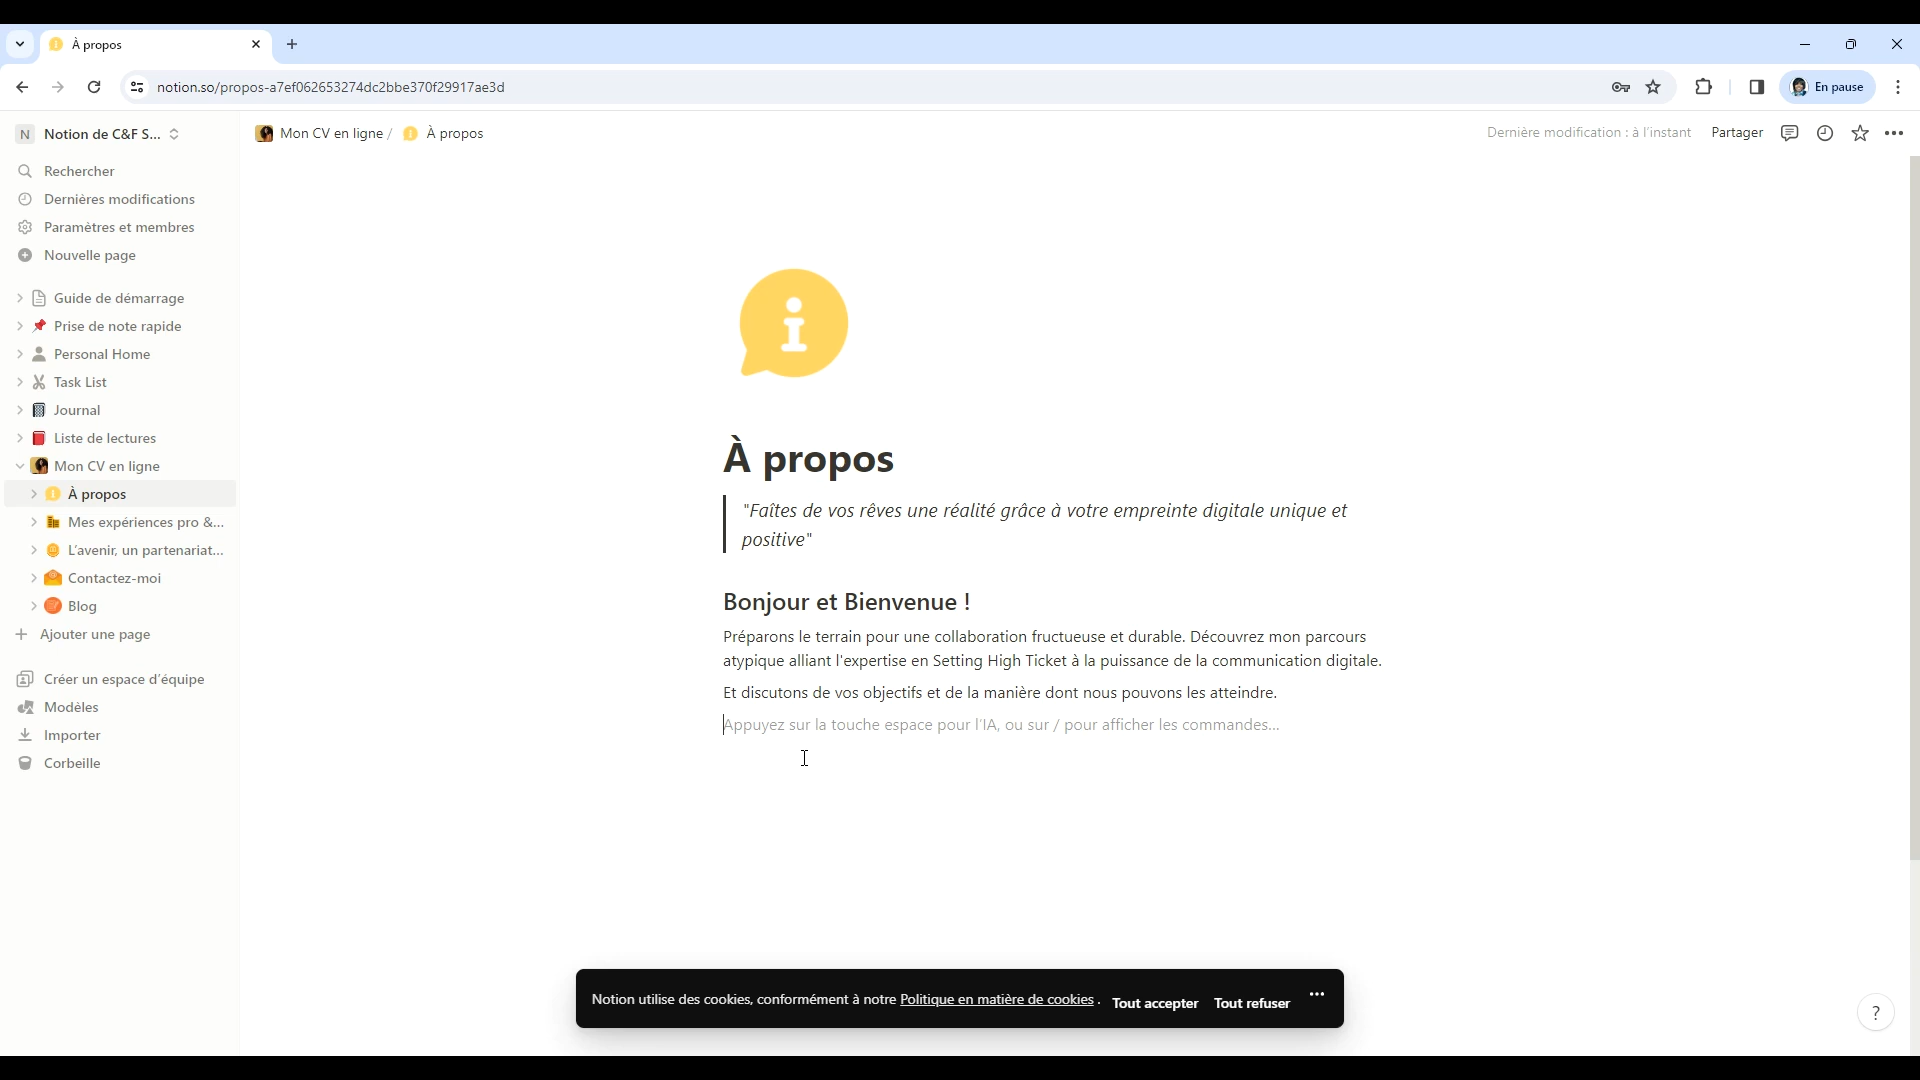 À propos
notion.so/propos-a7ef062653274dc2bbe370f29917ae3d
En pause
N Notion de C&F S...
Mon CV en ligne / À propos
Dernière modification : à l'instant
Partager
Rechercher
Dernières modifications
Paramètres et membres
Nouvelle page
Guide de démarrage
Prise de note rapide
Personal Home
Task List
Journal
Liste de lectures
Mon CV en ligne
À propos
Mes expériences pro &...
L'avenir, un partenariat...
Contactez-moi
Blog
Ajouter une page
Créer un espace d'équipe
Modèles
Importer
Corbeille
À propos
"Faîtes de vos rêves une réalité grâce à votre empreinte digitale unique et
positive"
Bonjour et Bienvenue !
Préparons le terrain pour une collaboration fructueuse et durable. Découvrez mon parcours
atypique alliant l'expertise en Setting High Ticket à la puissance de la communication digitale.
Et discutons de vos objectifs et de la manière dont nous pouvons les atteindre.
Appuyez sur la touche espace pour l'IA, ou sur / pour afficher les commandes...
Notion utilise des cookies, conformément à notre Politique en matière de cookies . Tout accepter Tout refuser
?